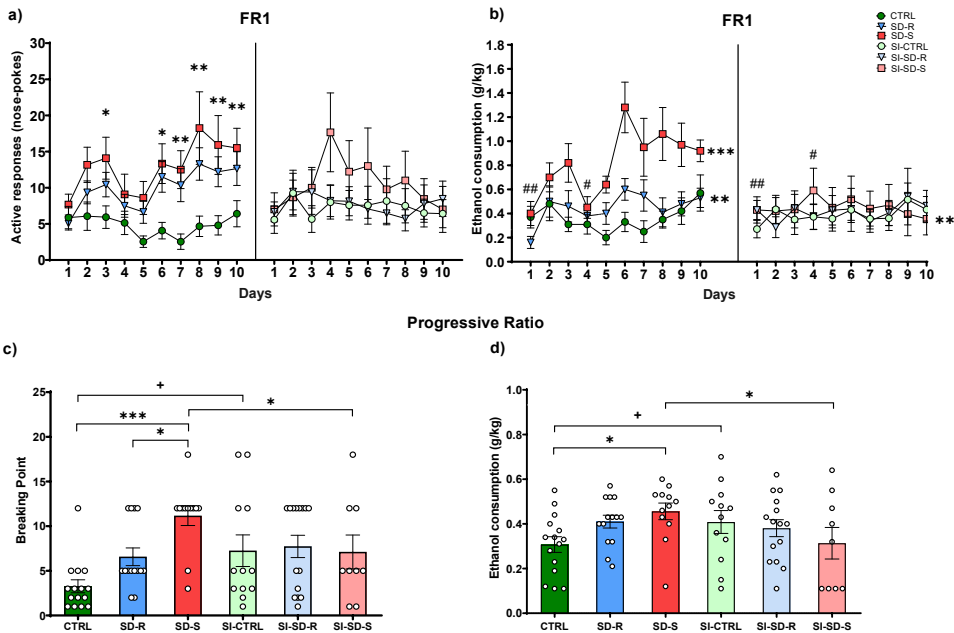 a)
FR1
Active responses (nose-pokes)
30
25
20
15
10
5
0
*
*
**
**
**
**
1 2 3 4 5 6 7 8 9 10
1 2 3 4 5 6 7 8 9 10
Days
b)
FR1
CTRL
SD-R
SD-S
SI-CTRL
SI-SD-R
SI-SD-S
Ethanol consumption (g/kg)
1.8
1.6
1.4
1.2
1.0
0.8
0.6
0.4
0.2
0.0
##
#
***
**
##
#
**
1 2 3 4 5 6 7 8 9 10
1 2 3 4 5 6 7 8 9 10
Days
Progressive Ratio
c)
Breaking Point
25
20
15
10
5
0
+
***
*
*
CTRL SD-R SD-S SI-CTRL SI-SD-R SI-SD-S
d)
Ethanol consumption (g/kg)
1.0
0.8
0.6
0.4
0.2
0.0
*
+
*
CTRL SD-R SD-S SI-CTRL SI-SD-R SI-SD-S